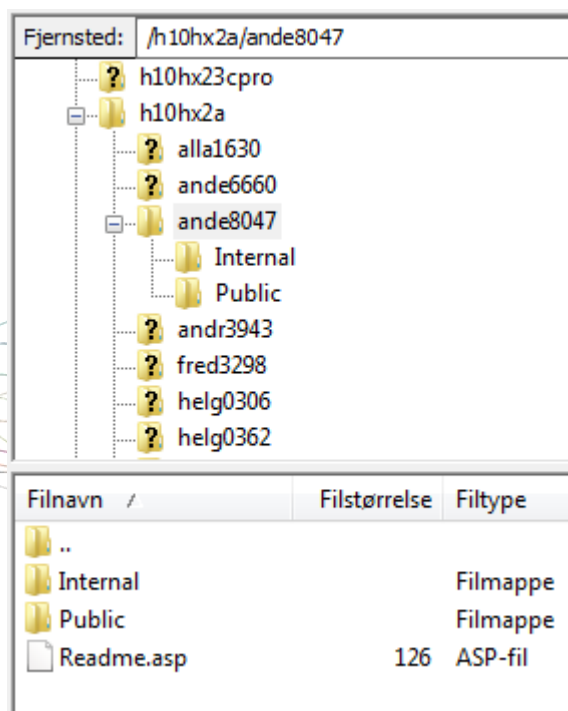 Fjernsted: /h10hx2a/ande8047
h10hx23cpro
h10hx2a
alla1630
ande6660
ande8047
Internal
Public
andr3943
fred3298
helg0306
helg0362
Filnavn Filstørrelse Filtype
..
Internal Filmappe
Public Filmappe
Readme.asp 126 ASP-fil